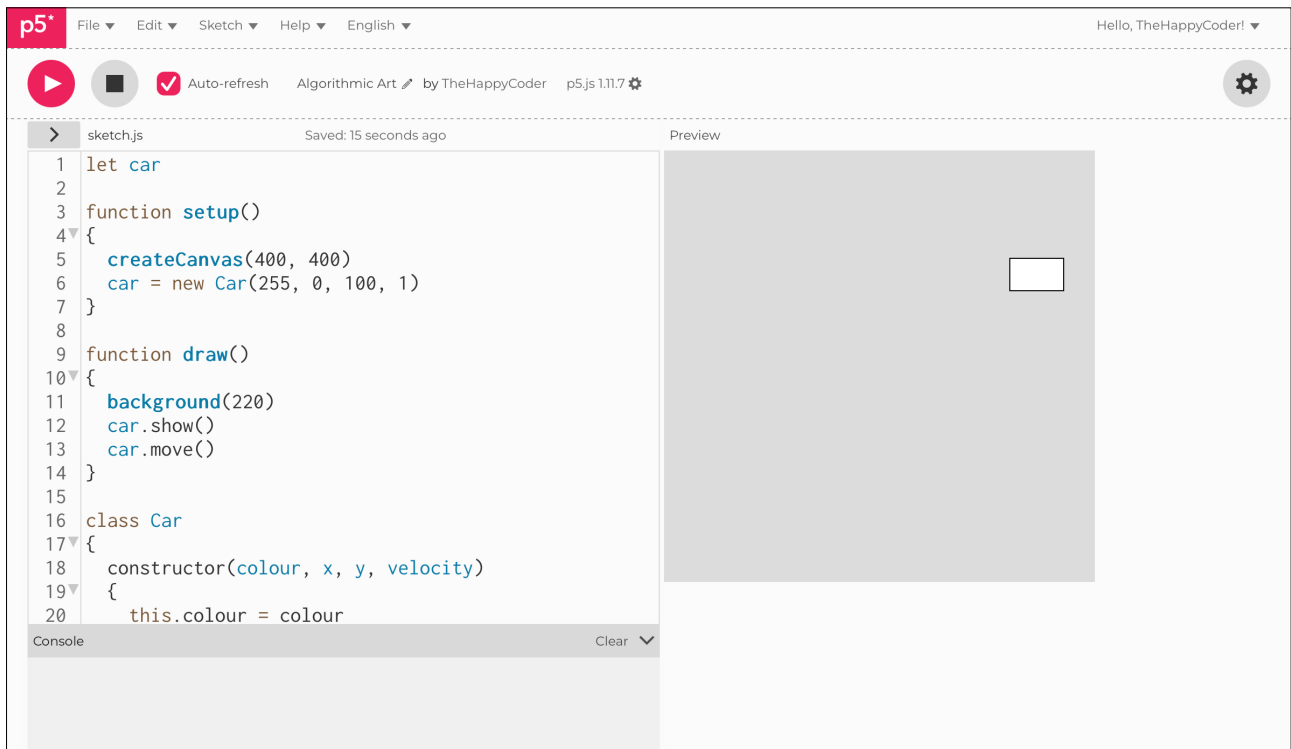 p5* File Edit Sketch Help English Hello, TheHappyCoder!
Auto-refresh Algorithmic Art by TheHappyCoder p5.js 1.11.7
sketch.js Saved: 15 seconds ago Preview
1 let car
2
3 function setup()
4 {
5 createCanvas(400, 400)
6 car = new Car(255, 0, 100, 1)
7 }
8
9 function draw()
10 {
11 background(220)
12 car.show()
13 car.move()
14 }
15
16 class Car
17 {
18 constructor(colour, x, y, velocity)
19 {
20 this.colour = colour
Console Clear